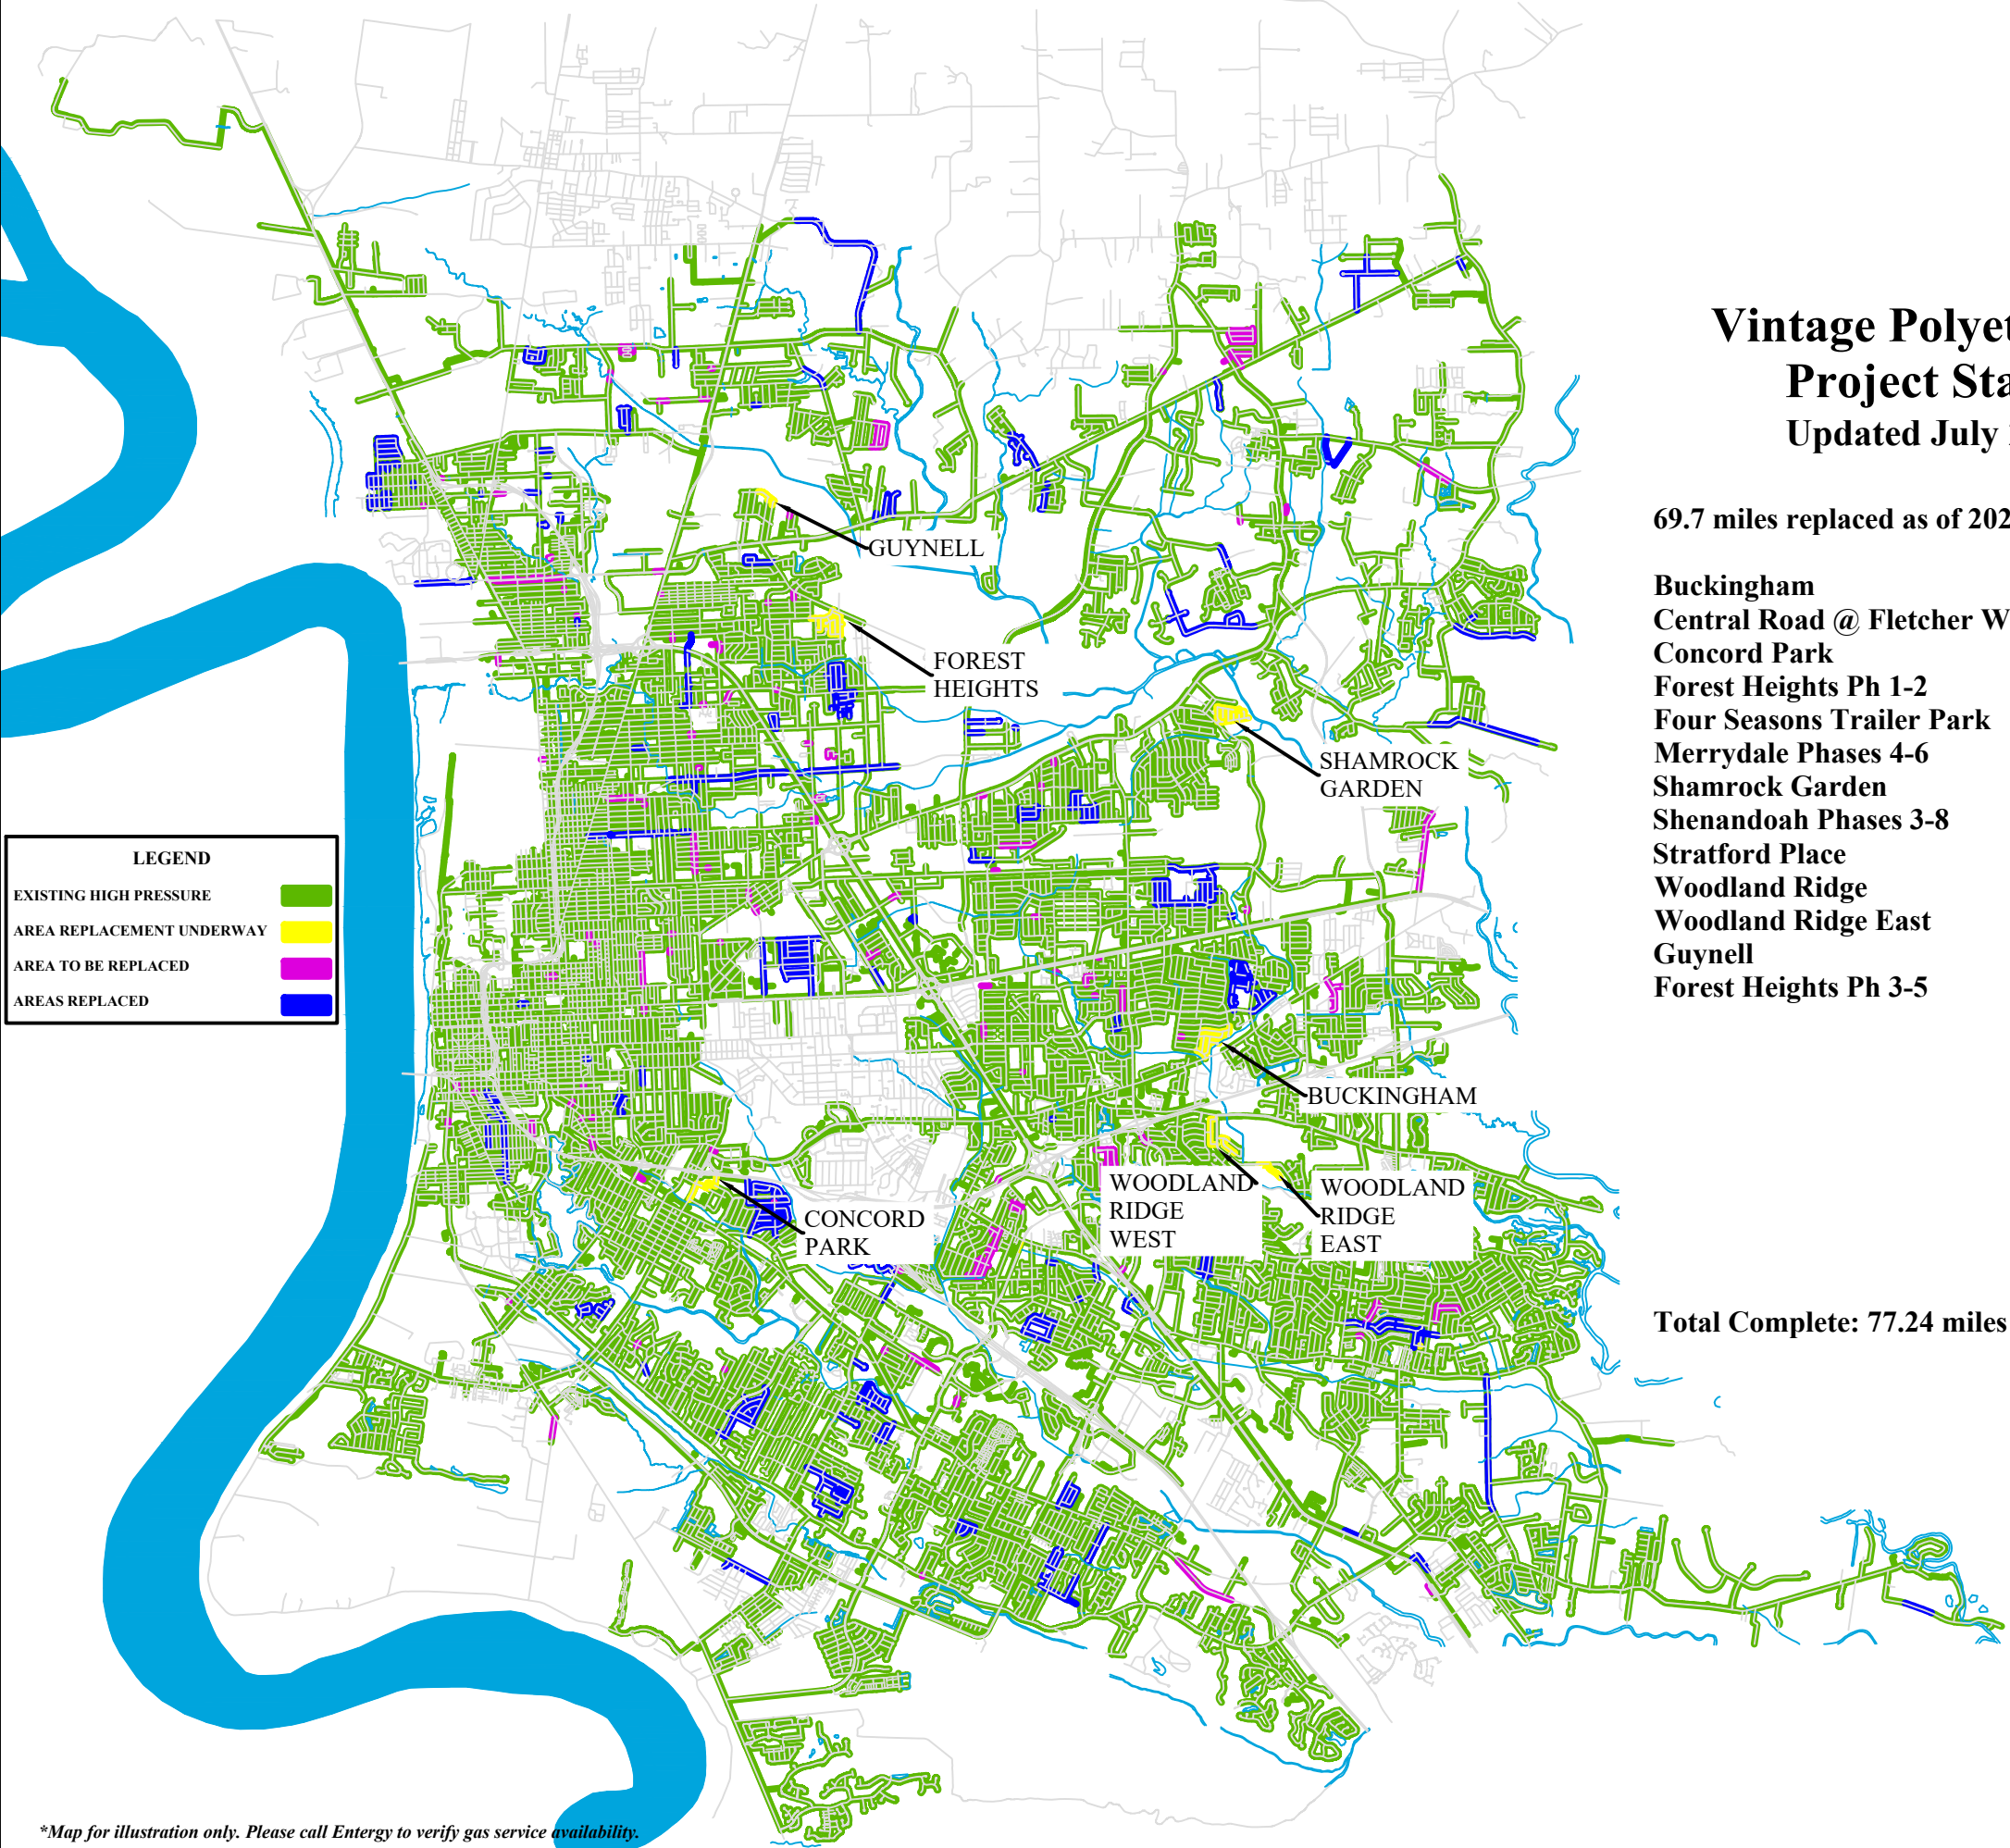 Vintage Polyet
Project Sta
Updated July
69.7 miles replaced as of 202
Buckingham
Central Road @ Fletcher W
Concord Park
Forest Heights Ph 1-2
Four Seasons Trailer Park
Merrydale Phases 4-6
Shamrock Garden
Shenandoah Phases 3-8
Stratford Place
Woodland Ridge
Woodland Ridge East
Guynell
Forest Heights Ph 3-5
Total Complete: 77.24 miles
GUYNELL
FOREST
HEIGHTS
SHAMROCK
GARDEN
BUCKINGHAM
WOODLAND
RIDGE
WEST
WOODLAND
RIDGE
EAST
CONCORD
PARK
LEGEND
EXISTING HIGH PRESSURE
AREA REPLACEMENT UNDERWAY
AREA TO BE REPLACED
AREAS REPLACED
*Map for illustration only. Please call Entergy to verify gas service availability.